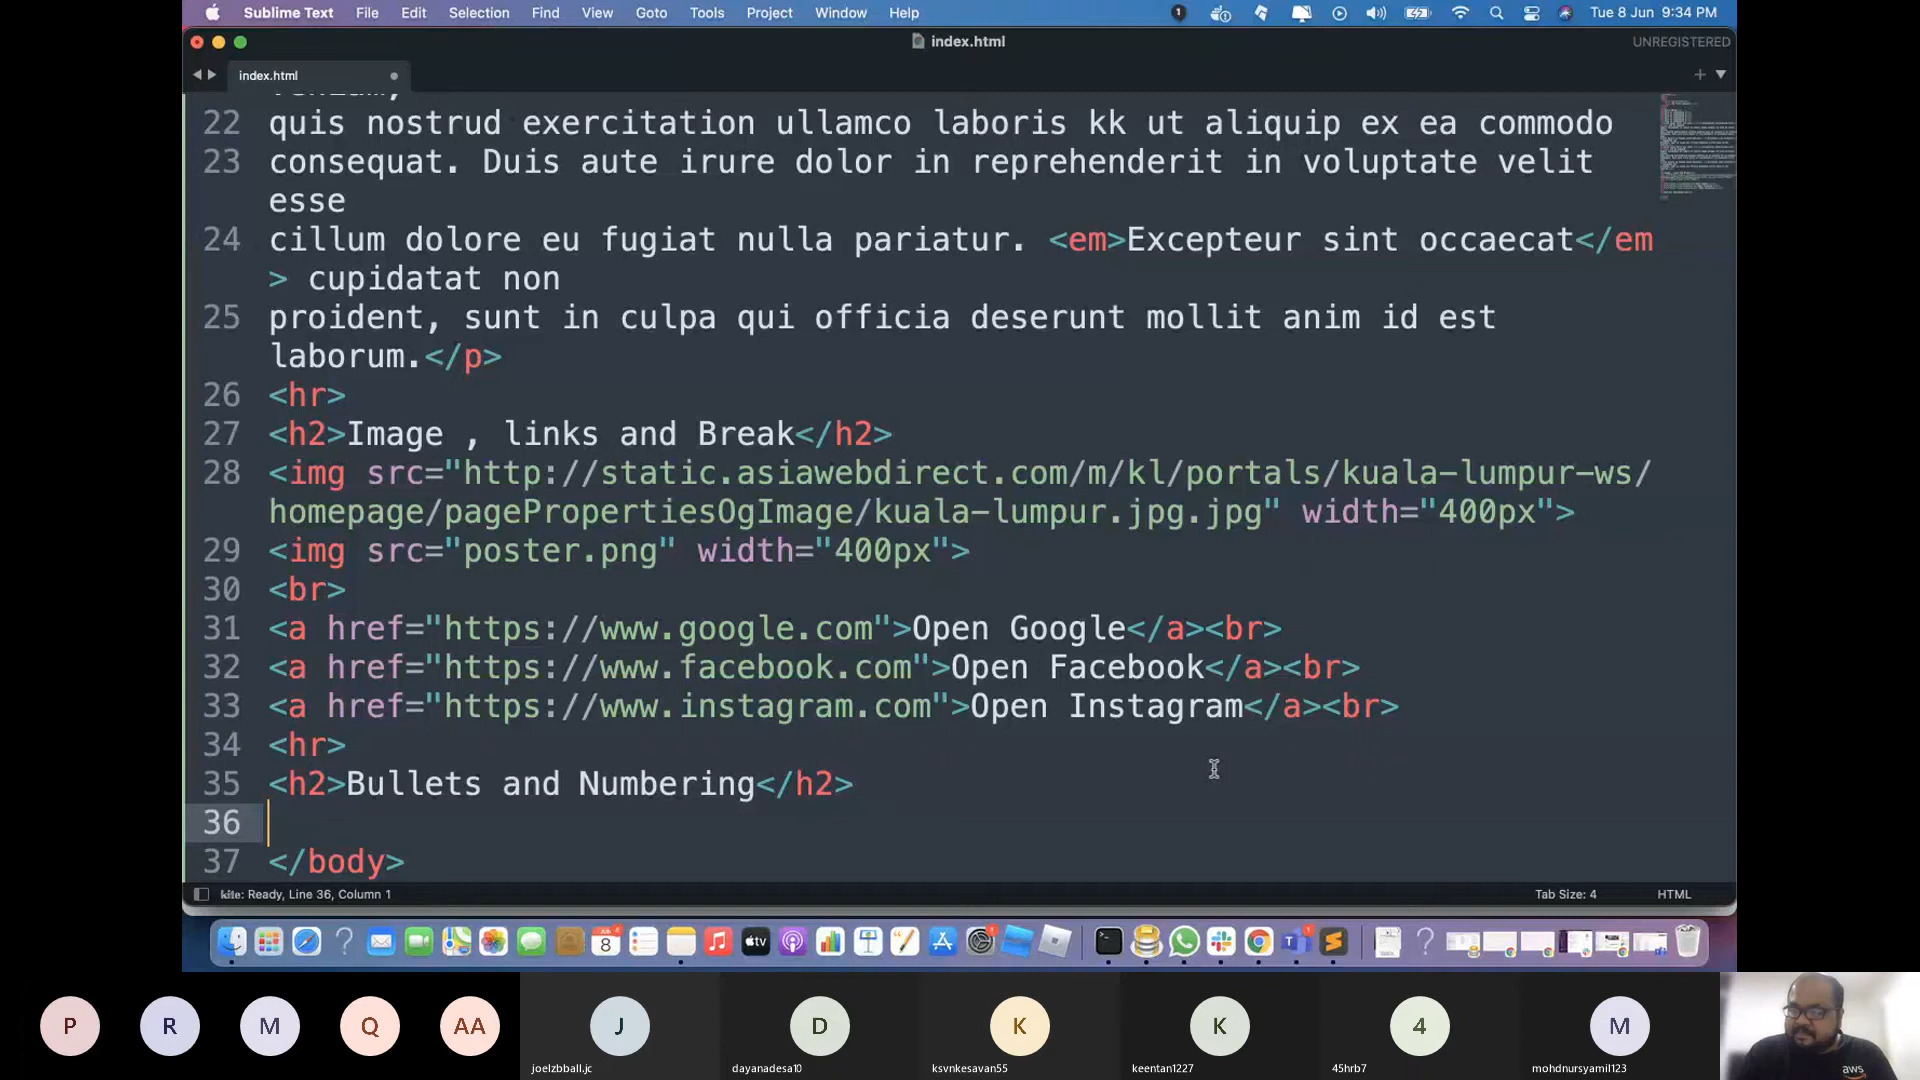 Sublime Text File Edit Selection Find View Goto Tools Project Window Help 1 Tue 8 Jun 9:34 PM
index.html UNREGISTERED
index.html
22 quis nostrud exercitation ullamco laboris kk ut aliquip ex ea commodo
23 consequat. Duis aute irure dolor in reprehenderit in voluptate velit
esse
24 cillum dolore eu fugiat nulla pariatur. <em>Excepteur sint occaecat</em
> cupidatat non
25 proident, sunt in culpa qui officia deserunt mollit anim id est
laborum.</p>
26 <hr>
27 <h2>Image , links and Break</h2>
28 <img src="http://static.asiawebdirect.com/m/kl/portals/kuala-lumpur-ws/
homepage/pagePropertiesOgImage/kuala-lumpur.jpg.jpg" width="400px">
29 <img src="poster.png" width="400px">
30 <br>
31 <a href="https://www.google.com">Open Google</a><br>
32 <a href="https://www.facebook.com">Open Facebook</a><br>
33 <a href="https://www.instagram.com">Open Instagram</a><br>
34 <hr>
35 <h2>Bullets and Numbering</h2>
36
37 </body>
kite: Ready, Line 36, Column 1 Tab Size: 4 HTML
8 tv
P R M Q AA J D K K 4 M
joelzbball.jc dayanadesa10 ksvnkesavan55 keentan1227 45hrb7 mohdnursyamil123 aws